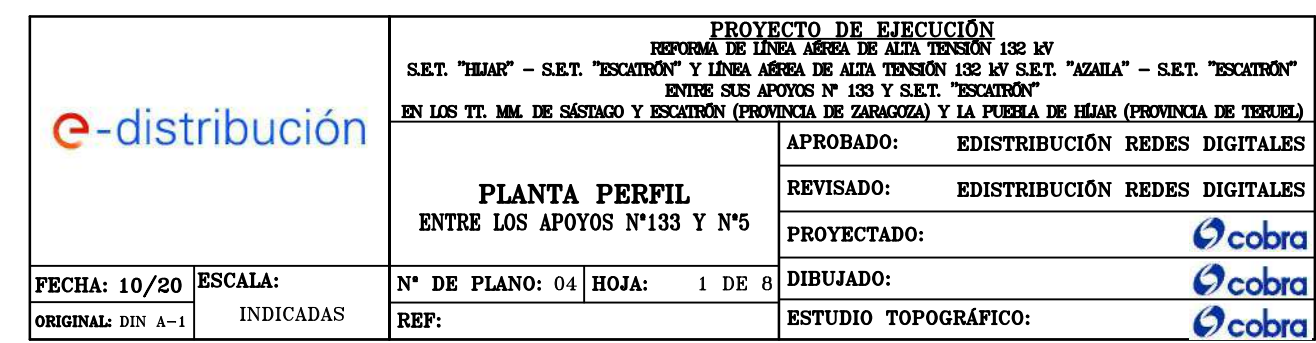 e-distribución
PROYECTO DE EJECUCIÓN
REFORMA DE LÍNEA AÉREA DE ALTA TENSIÓN 132 kV
S.E.T. "HIJAR" - S.E.T. "ESCATRÓN" Y LÍNEA AÉREA DE ALTA TENSIÓN 132 kV S.E.T. "AZAILA" - S.E.T. "ESCATRÓN"
ENTRE SUS APOYOS Nº 133 Y S.E.T. "ESCATRÓN"
EN LOS TT. MM. DE SÁSTAGO Y ESCATRÓN (PROVINCIA DE ZARAGOZA) Y LA PUEBLA DE HÍJAR (PROVINCIA DE TERUEL)
PLANTA PERFIL
ENTRE LOS APOYOS Nº133 Y Nº5
APROBADO: EDISTRIBUCIÓN REDES DIGITALES
REVISADO: EDISTRIBUCIÓN REDES DIGITALES
PROYECTADO: cobra
FECHA: 10/20 ESCALA: INDICADAS
ORIGINAL: DIN A-1
Nº DE PLANO: 04 HOJA: 1 DE 8
REF:
DIBUJADO: cobra
ESTUDIO TOPOGRÁFICO: cobra